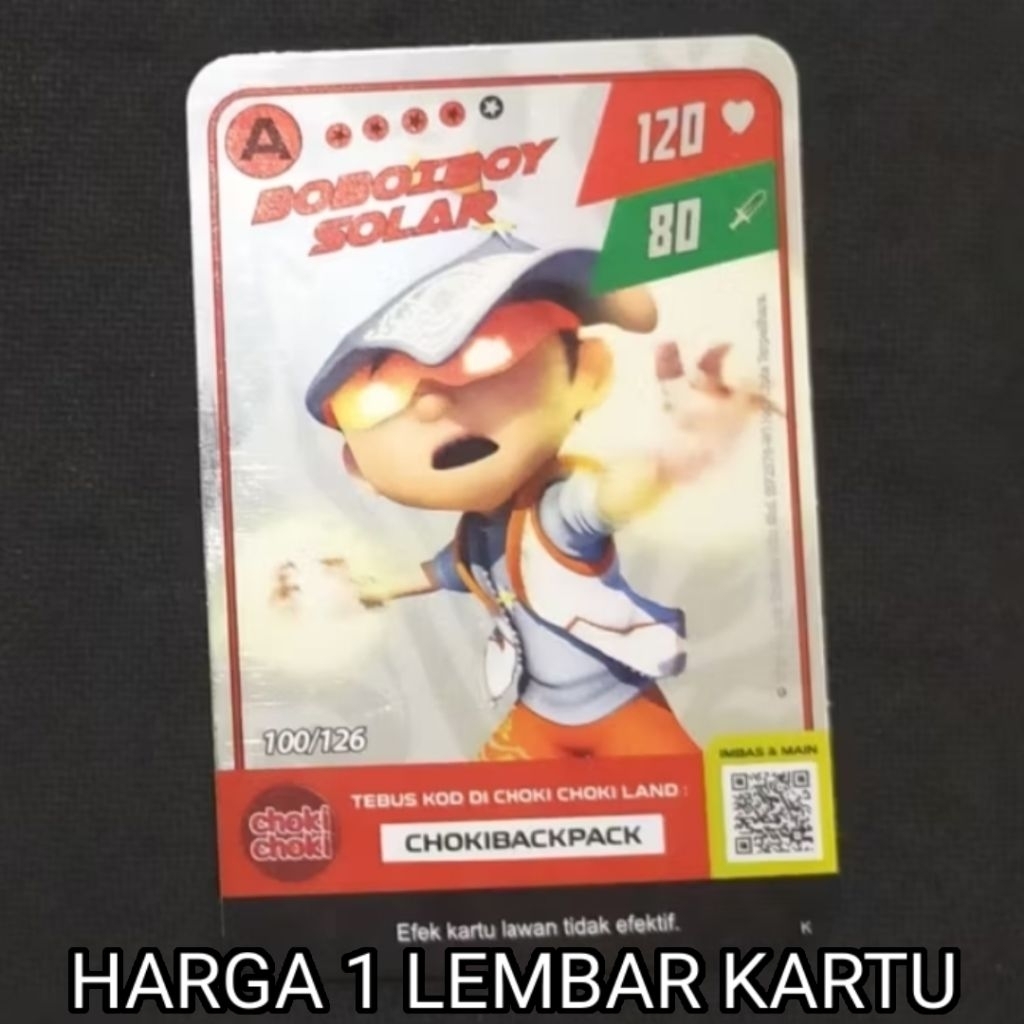 A
120
BOBOIBOY
SOLAR
80
100/126
IMBAS & MAIN
TEBUS KOD DI CHOKI CHOKI LAND :
choki
choki
CHOKIBACKPACK
Efek kartu lawan tidak efektif.
K
HARGA 1 LEMBAR KARTU